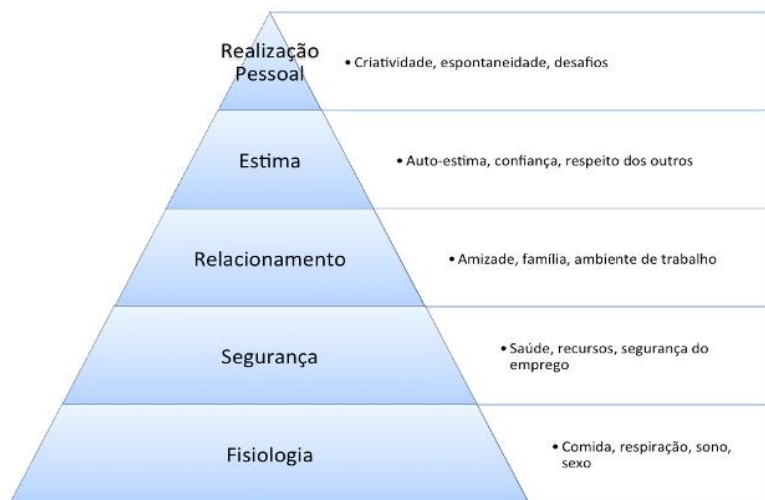 Realização
Pessoal
• Criatividade, espontaneidade, desafios
Estima
• Auto-estima, confiança, respeito dos outros
Relacionamento
• Amizade, família, ambiente de trabalho
Segurança
• Saúde, recursos, segurança do
emprego
Fisiologia
• Comida, respiração, sono,
sexo